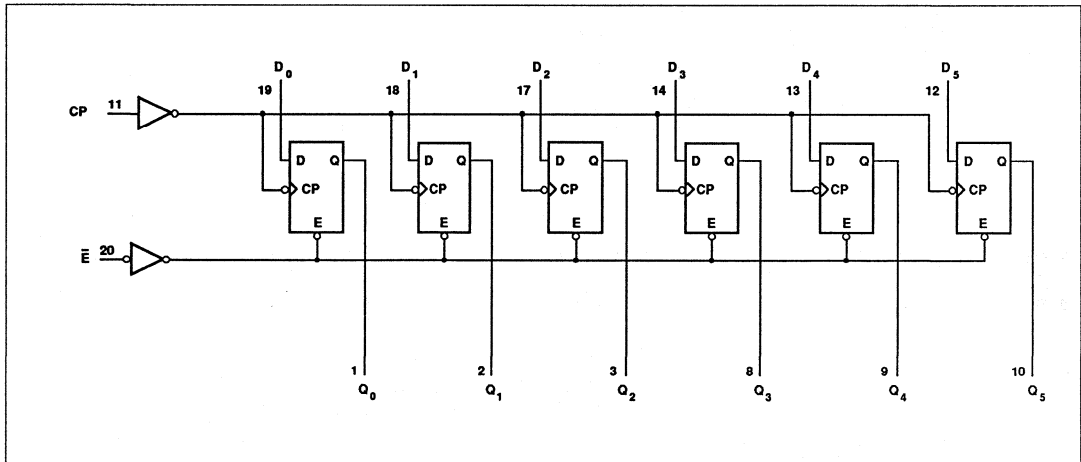 D0 D1 D2 D3 D4 D5
19 18 17 14 13 12
CP 11
D Q D Q D Q D Q D Q D Q
CP CP CP CP CP CP
E E E E E E
E̅ 20
1 2 3 8 9 10
Q0 Q1 Q2 Q3 Q4 Q5